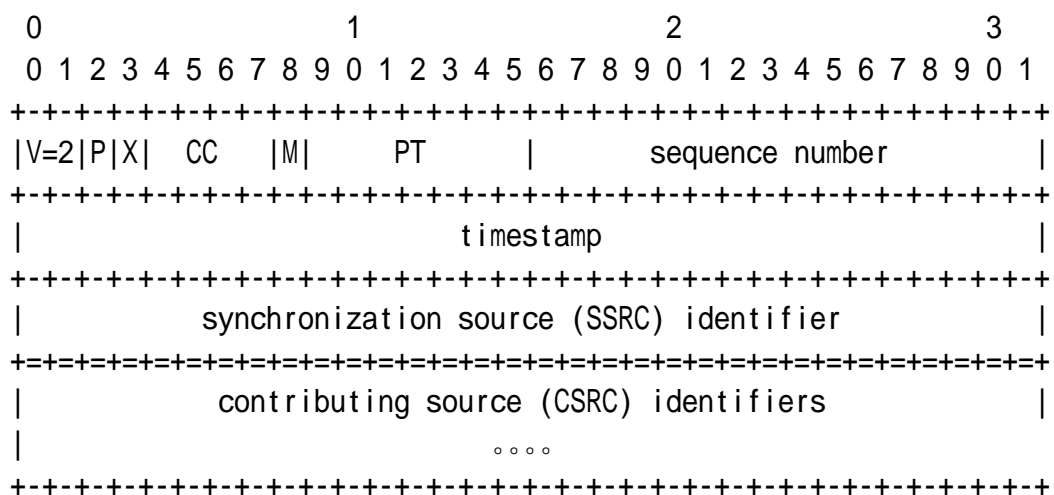 0 1 2 3
0 1 2 3 4 5 6 7 8 9 0 1 2 3 4 5 6 7 8 9 0 1 2 3 4 5 6 7 8 9 0 1
+-+-+-+-+-+-+-+-+-+-+-+-+-+-+-+-+-+-+-+-+-+-+-+-+-+-+-+-+-+-+-+-+
|V=2|P|X| CC |M| PT | sequence number |
+-+-+-+-+-+-+-+-+-+-+-+-+-+-+-+-+-+-+-+-+-+-+-+-+-+-+-+-+-+-+-+-+
| timestamp |
+-+-+-+-+-+-+-+-+-+-+-+-+-+-+-+-+-+-+-+-+-+-+-+-+-+-+-+-+-+-+-+-+
| synchronization source (SSRC) identifier |
+=+=+=+=+=+=+=+=+=+=+=+=+=+=+=+=+=+=+=+=+=+=+=+=+=+=+=+=+=+=+=+=+
| contributing source (CSRC) identifiers |
| 。。。。
+-+-+-+-+-+-+-+-+-+-+-+-+-+-+-+-+-+-+-+-+-+-+-+-+-+-+-+-+-+-+-+-+